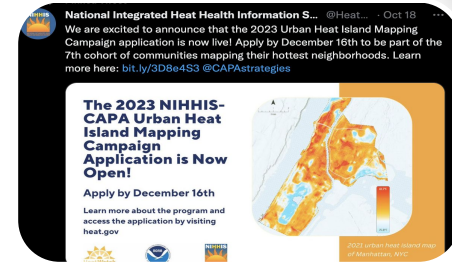 National Integrated Heat Health Information S... @Heat... · Oct 18 ...
We are excited to announce that the 2023 Urban Heat Island Mapping
Campaign application is now live! Apply by December 16th to be part of the
7th cohort of communities mapping their hottest neighborhoods. Learn
more here: bit.ly/3D8e4S3 @CAPAstrategies
The 2023 NIHHIS-
CAPA Urban Heat
Island Mapping
Campaign
Application is Now
Open!
Apply by December 16th
Learn more about the program and
access the application by visiting
heat.gov
NOAA
NIHHIS
2021 urban heat island map
of Manhattan, NYC